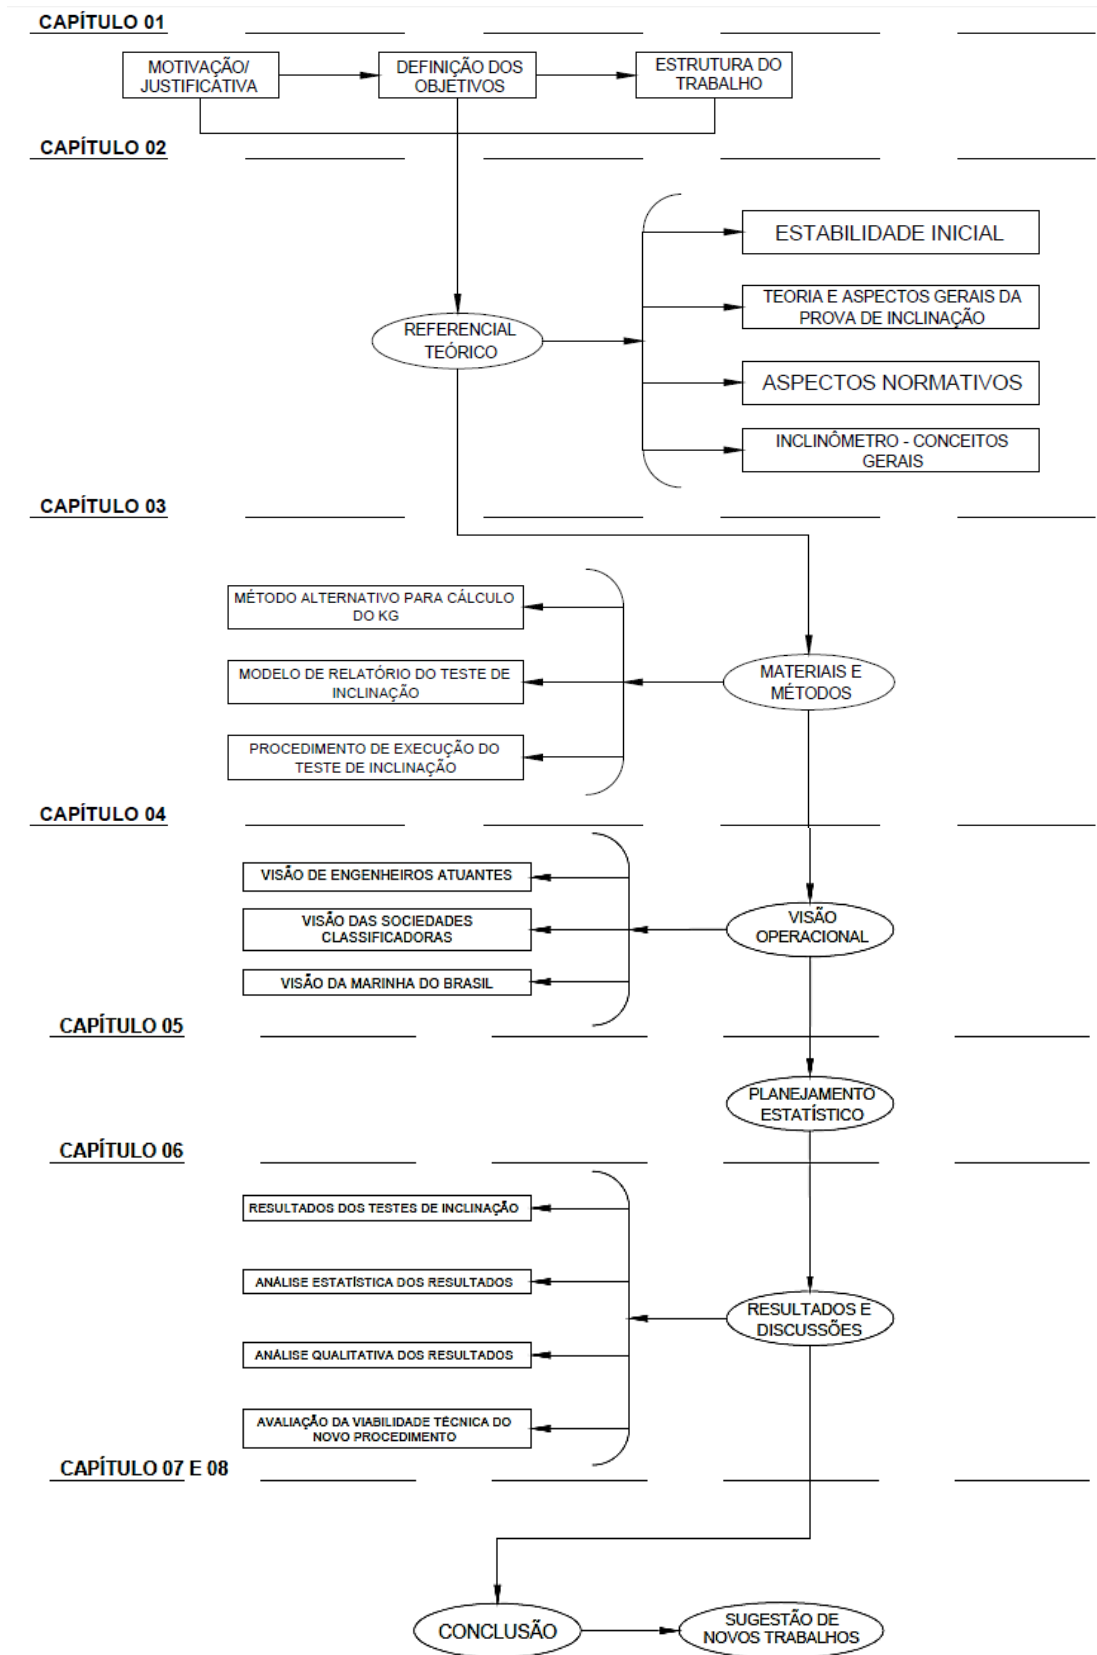 CAPÍTULO 01
MOTIVAÇÃO/
JUSTIFICATIVA
DEFINIÇÃO DOS
OBJETIVOS
ESTRUTURA DO
TRABALHO
CAPÍTULO 02
REFERENCIAL
TEÓRICO
ESTABILIDADE INICIAL
TEORIA E ASPECTOS GERAIS DA
PROVA DE INCLINAÇÃO
ASPECTOS NORMATIVOS
INCLINÔMETRO - CONCEITOS
GERAIS
CAPÍTULO 03
MÉTODO ALTERNATIVO PARA CÁLCULO
DO KG
MODELO DE RELATÓRIO DO TESTE DE
INCLINAÇÃO
PROCEDIMENTO DE EXECUÇÃO DO
TESTE DE INCLINAÇÃO
MATERIAIS E
MÉTODOS
CAPÍTULO 04
VISÃO DE ENGENHEIROS ATUANTES
VISÃO DAS SOCIEDADES
CLASSIFICADORAS
VISÃO DA MARINHA DO BRASIL
VISÃO
OPERACIONAL
CAPÍTULO 05
PLANEJAMENTO
ESTATÍSTICO
CAPÍTULO 06
RESULTADOS DOS TESTES DE INCLINAÇÃO
ANÁLISE ESTATÍSTICA DOS RESULTADOS
ANÁLISE QUALITATIVA DOS RESULTADOS
AVALIAÇÃO DA VIABILIDADE TÉCNICA DO
NOVO PROCEDIMENTO
RESULTADOS E
DISCUSSÕES
CAPÍTULO 07 E 08
CONCLUSÃO
SUGESTÃO DE
NOVOS TRABALHOS